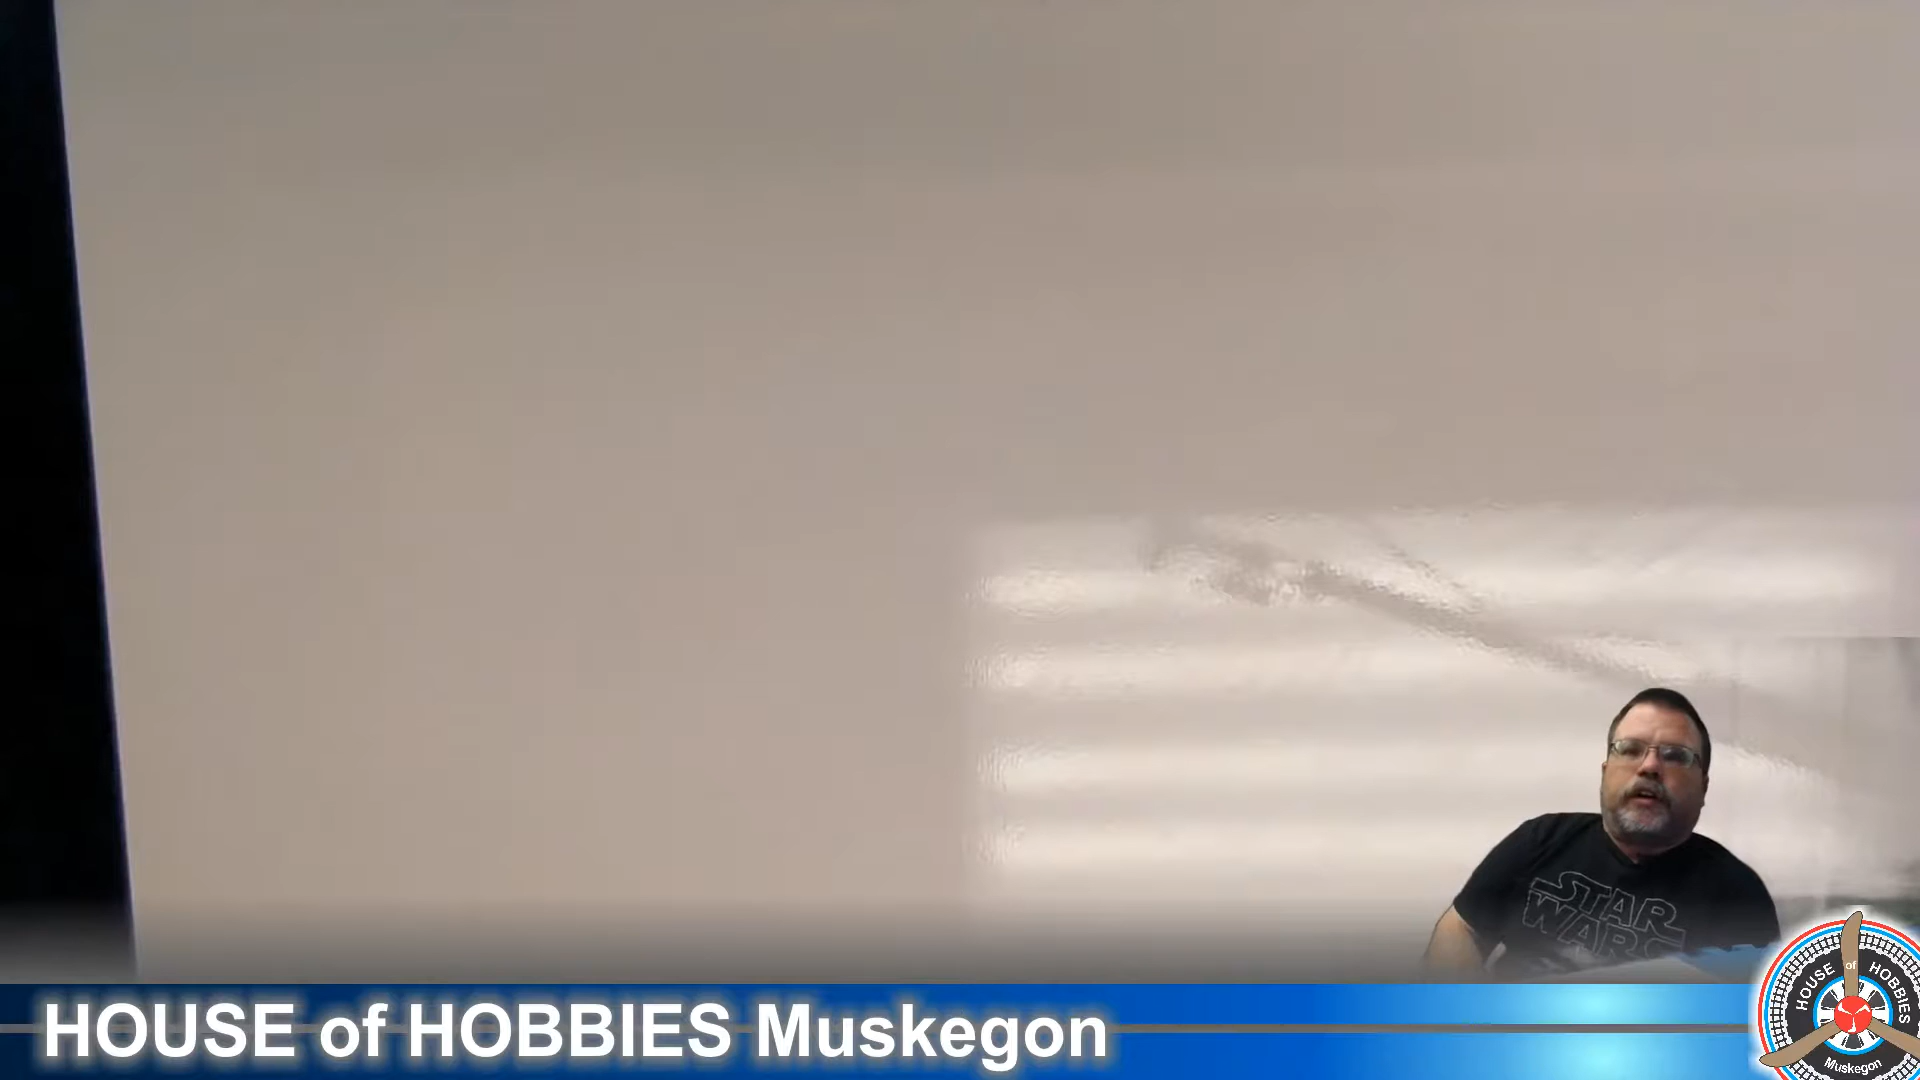 STAR
WARS
HOUSE of HOBBIES Muskegon
HOUSE of HOBBIES
Muskegon